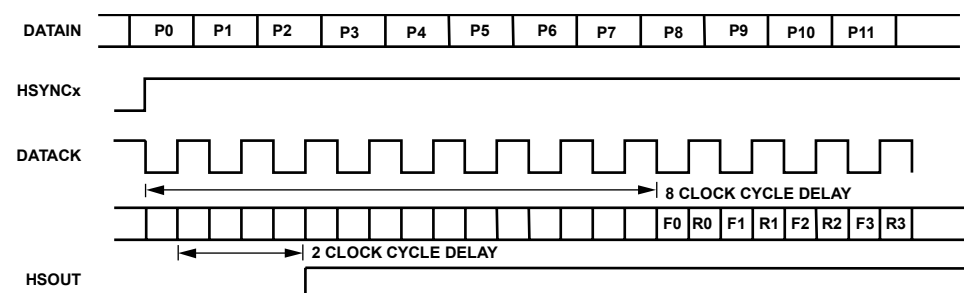 DATAIN P0 P1 P2 P3 P4 P5 P6 P7 P8 P9 P10 P11
HSYNCx
DATACK
8 CLOCK CYCLE DELAY
F0 R0 F1 R1 F2 R2 F3 R3
2 CLOCK CYCLE DELAY
HSOUT